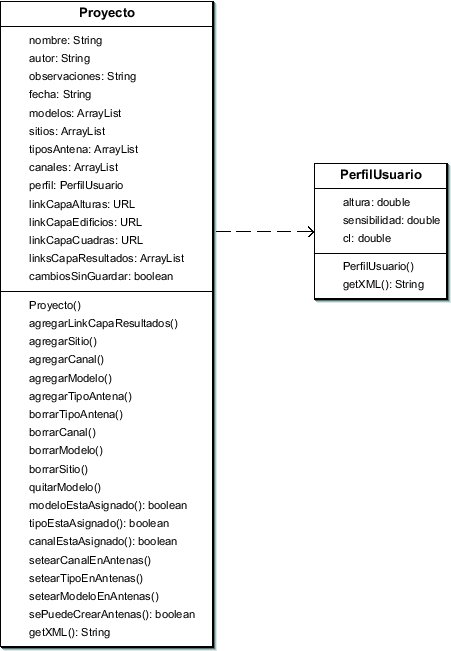 Proyecto
nombre: String
autor: String
observaciones: String
fecha: String
modelos: ArrayList
sitios: ArrayList
tiposAntena: ArrayList
canales: ArrayList
perfil: PerfilUsuario
linkCapaAlturas: URL
linkCapaEdificios: URL
linkCapaCuadras: URL
linksCapaResultados: ArrayList
cambiosSinGuardar: boolean
Proyecto()
agregarLinkCapaResultados()
agregarSitio()
agregarCanal()
agregarModelo()
agregarTipoAntena()
borrarTipoAntena()
borrarCanal()
borrarModelo()
borrarSitio()
quitarModelo()
modeloEstaAsignado(): boolean
tipoEstaAsignado(): boolean
canalEstaAsignado(): boolean
setearCanalEnAntenas()
setearTipoEnAntenas()
setearModeloEnAntenas()
sePuedeCrearAntenas(): boolean
getXML(): String
PerfilUsuario
altura: double
sensibilidad: double
cl: double
PerfilUsuario()
getXML(): String